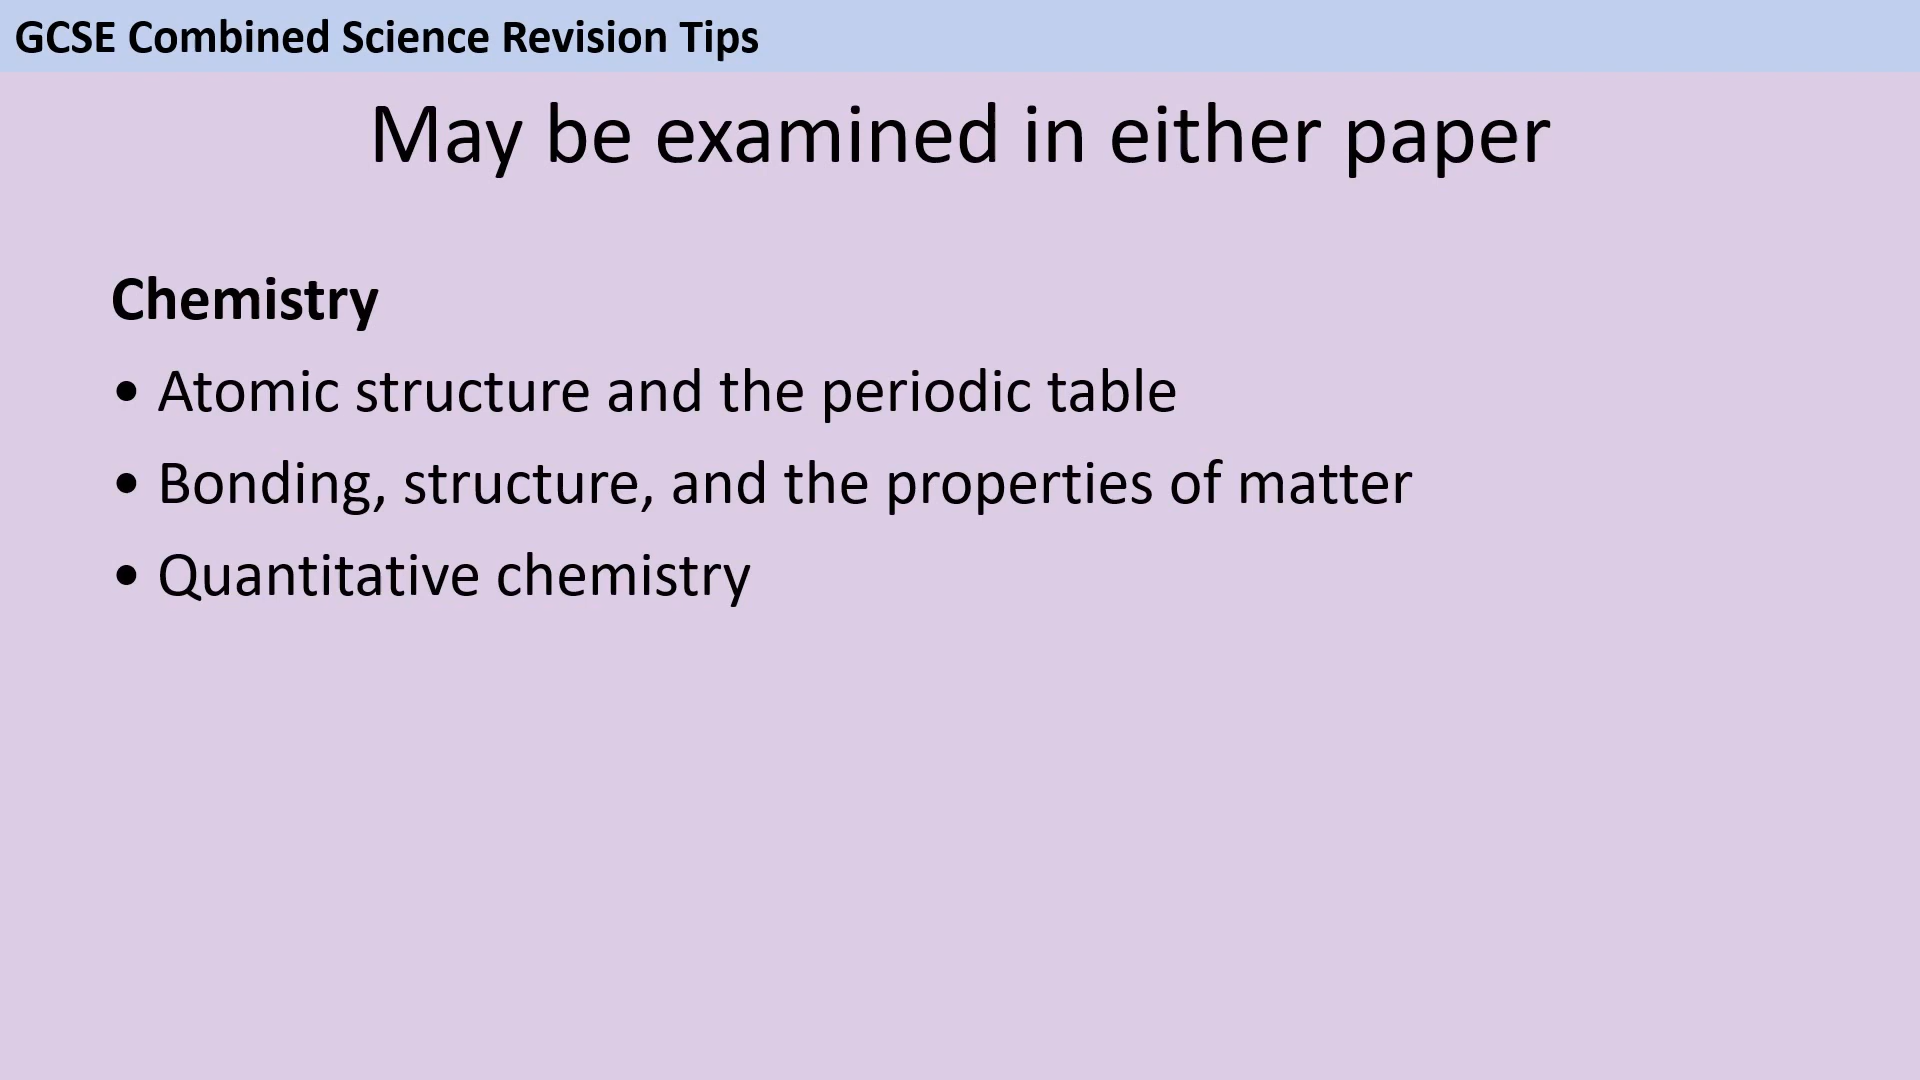 GCSE Combined Science Revision Tips
May be examined in either paper
Chemistry
• Atomic structure and the periodic table
• Bonding, structure, and the properties of matter
• Quantitative chemistry